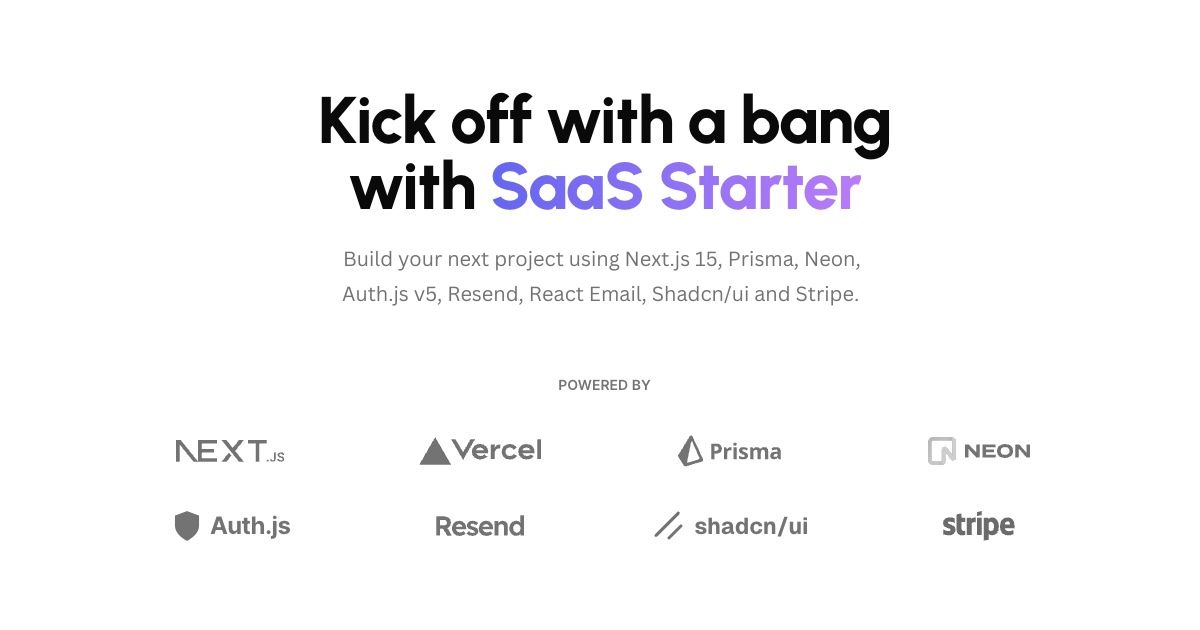 Kick off with a bang
with SaaS Starter
Build your next project using Next.js 15, Prisma, Neon,
Auth.js v5, Resend, React Email, Shadcn/ui and Stripe.
POWERED BY
NEXT.JS
Vercel
Prisma
NEON
Auth.js
Resend
shadcn/ui
stripe